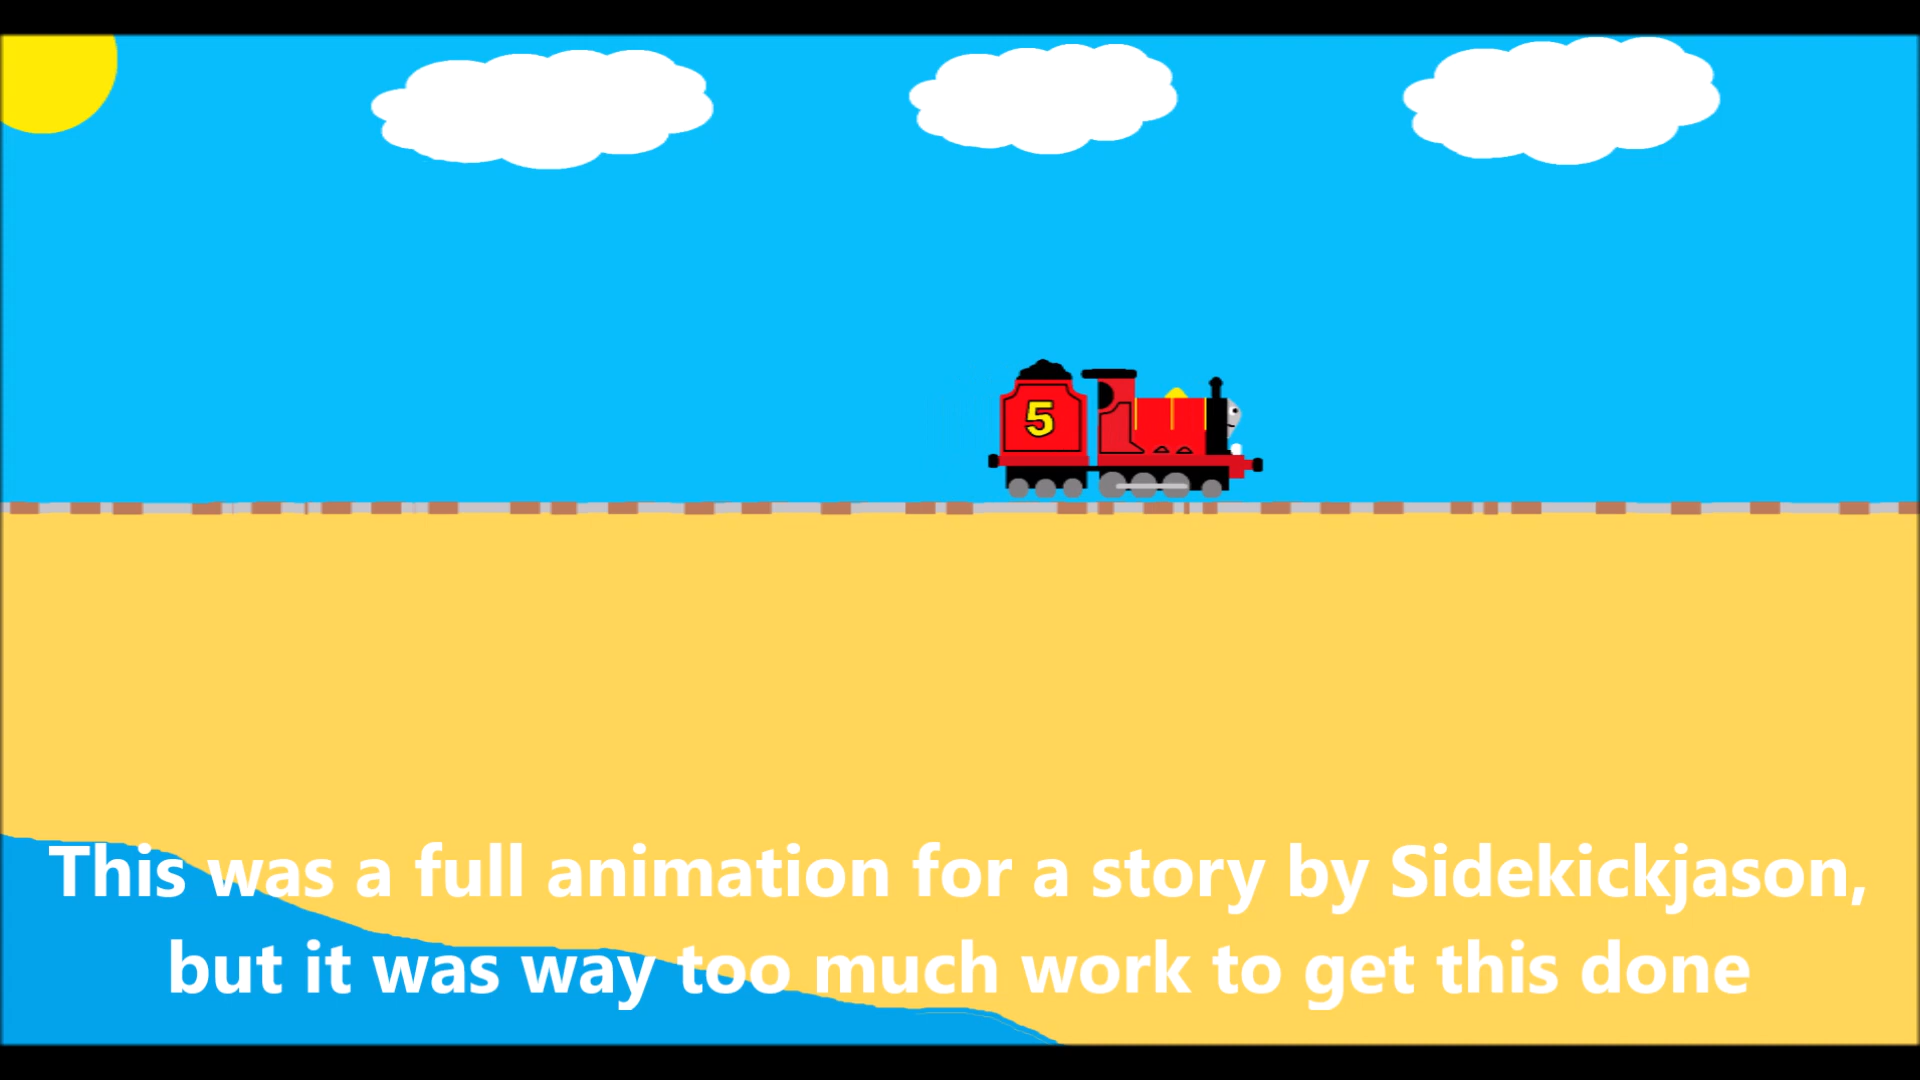 5
This was a full animation for a story by Sidekickjason,
but it was way too much work to get this done